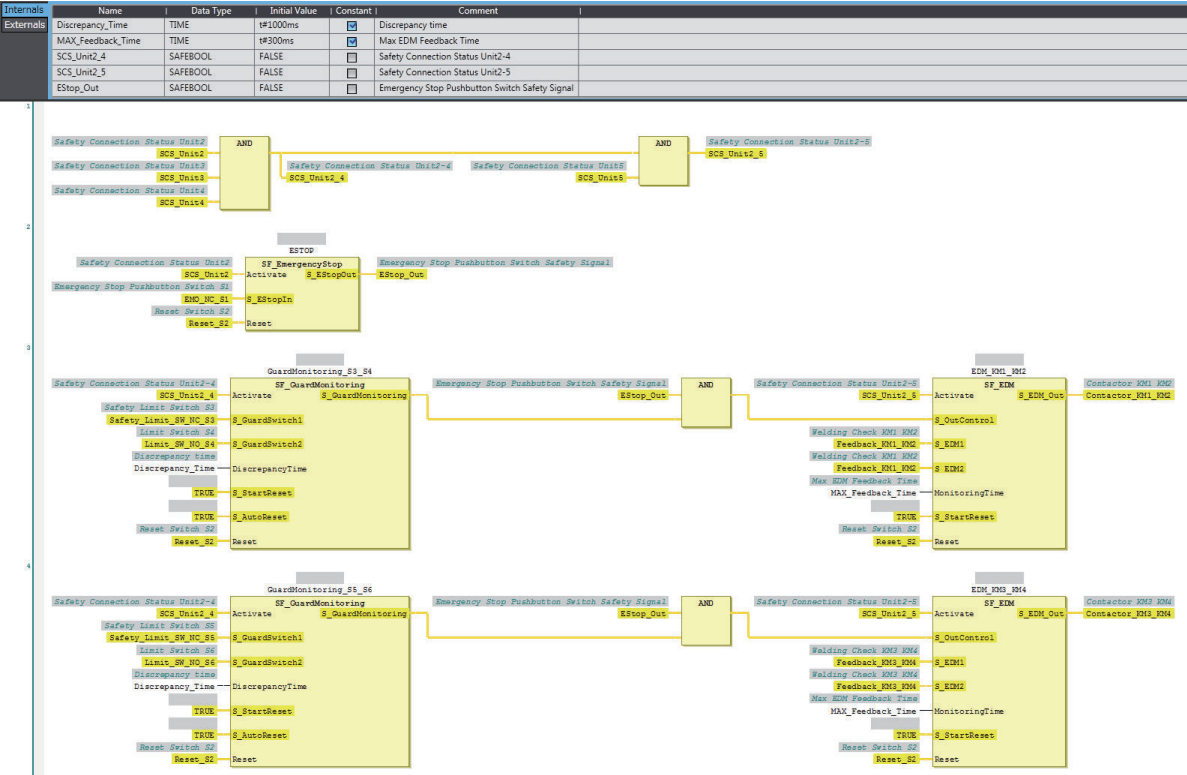 Internals
Externals
Name Data Type Initial Value Constant Comment
Discrepancy_Time TIME t#1000ms Discrepancy time
MAX_Feedback_Time TIME t#300ms Max EDM Feedback Time
SCS_Unit2_4 SAFEBOOL FALSE Safety Connection Status Unit2-4
SCS_Unit2_5 SAFEBOOL FALSE Safety Connection Status Unit2-5
EStop_Out SAFEBOOL FALSE Emergency Stop Pushbutton Switch Safety Signal
1
Safety Connection Status Unit2 AND AND Safety Connection Status Unit2-5
SCS_Unit2 SCS_Unit2_5
Safety Connection Status Unit3 Safety Connection Status Unit2-4 Safety Connection Status Unit5
SCS_Unit3 SCS_Unit2_4 SCS_Unit5
Safety Connection Status Unit4
SCS_Unit4
2
ESTOP
Safety Connection Status Unit2 SF_EmergencyStop Emergency Stop Pushbutton Switch Safety Signal
SCS_Unit2 Activate S_EStopOut EStop_Out
Emergency Stop Pushbutton Switch S1
EMO_NC_S1 S_EStopIn
Reset Switch S2
Reset_S2 Reset
3
GuardMonitoring_S3_S4 EDM_KM1_KM2
Safety Connection Status Unit2-4 SF_GuardMonitoring Emergency Stop Pushbutton Switch Safety Signal AND Safety Connection Status Unit2-5 SF_EDM Contactor KM1 KM2
SCS_Unit2_4 Activate S_GuardMonitoring EStop_Out SCS_Unit2_5 Activate S_EDM_Out Contactor_KM1_KM2
Safety Limit Switch S3
Safety_Limit_SW_NC_S3 S_GuardSwitch1 S_OutControl
Limit Switch S4 Welding Check KM1 KM2
Limit_SW_NO_S4 S_GuardSwitch2 Feedback_KM1_KM2 S_EDM1
Discrepancy time Welding Check KM1 KM2
Discrepancy_Time DiscrepancyTime Feedback_KM1_KM2 S_EDM2
Max EDM Feedback Time
TRUE S_StartReset MAX_Feedback_Time MonitoringTime
TRUE S_AutoReset TRUE S_StartReset
Reset Switch S2 Reset Switch S2
Reset_S2 Reset Reset_S2 Reset
4
GuardMonitoring_S5_S6 EDM_KM3_KM4
Safety Connection Status Unit2-4 SF_GuardMonitoring Emergency Stop Pushbutton Switch Safety Signal AND Safety Connection Status Unit2-5 SF_EDM Contactor KM3 KM4
SCS_Unit2_4 Activate S_GuardMonitoring EStop_Out SCS_Unit2_5 Activate S_EDM_Out Contactor_KM3_KM4
Safety Limit Switch S5
Safety_Limit_SW_NC_S5 S_GuardSwitch1 S_OutControl
Limit Switch S6 Welding Check KM3 KM4
Limit_SW_NO_S6 S_GuardSwitch2 Feedback_KM3_KM4 S_EDM1
Discrepancy time Welding Check KM3 KM4
Discrepancy_Time DiscrepancyTime Feedback_KM3_KM4 S_EDM2
Max EDM Feedback Time
TRUE S_StartReset MAX_Feedback_Time MonitoringTime
TRUE S_AutoReset TRUE S_StartReset
Reset Switch S2 Reset Switch S2
Reset_S2 Reset Reset_S2 Reset